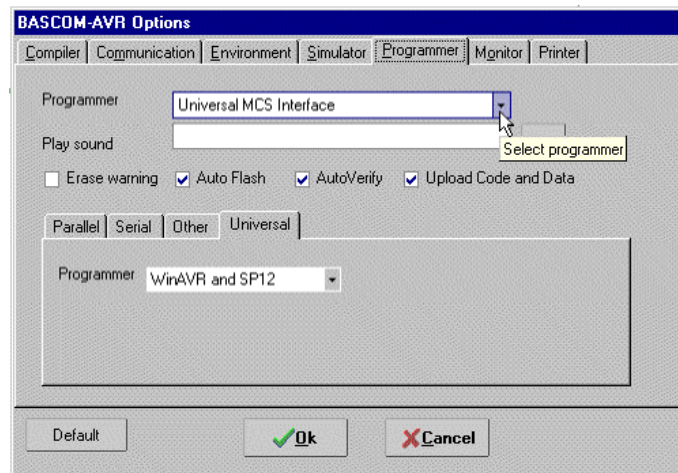 BASCOM-AVR Options
Compiler Communication Environment Simulator Programmer Monitor Printer
Programmer Universal MCS Interface
Play sound
Select programmer
Erase warning Auto Flash AutoVerify Upload Code and Data
Parallel Serial Other Universal
Programmer WinAVR and SP12
Default Ok Cancel